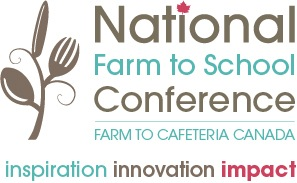 National
Farm to School
Conference
FARM TO CAFETERIA CANADA
inspiration innovation impact